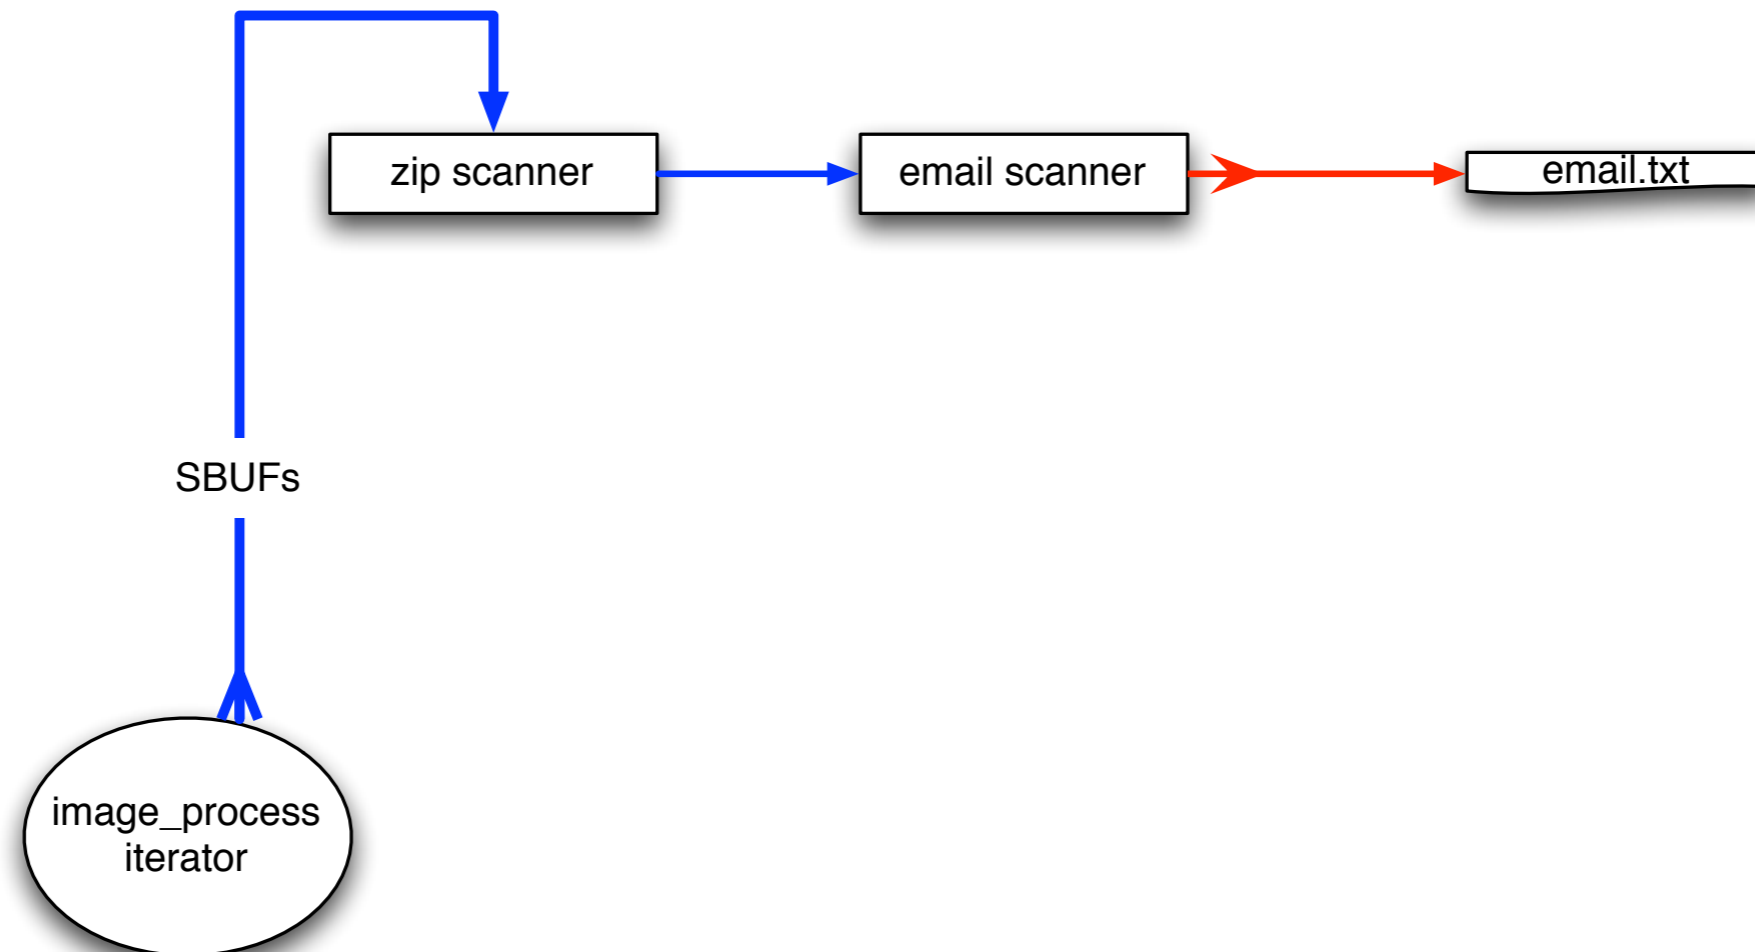 zip scanner
email scanner
email.txt
SBUFs
image_process
iterator